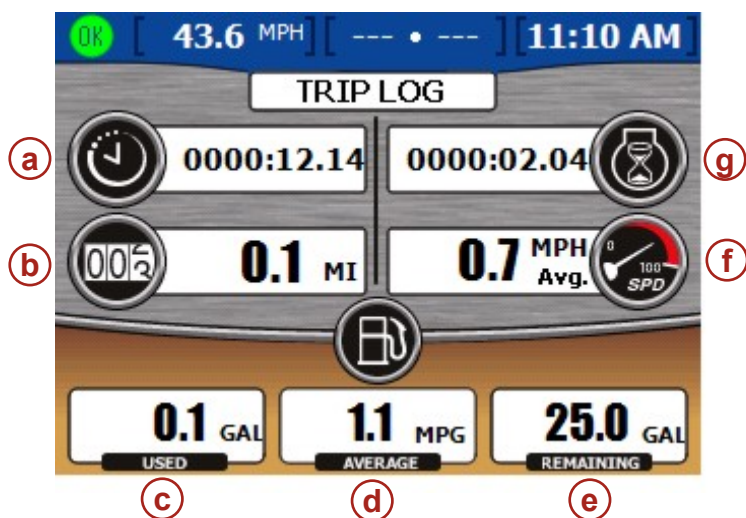 OK [ 43.6 MPH ] [ --- • --- ] [ 11:10 AM ]
TRIP LOG
a 0000:12.14 0000:02.04 g
b 002 0.1 MI 0.7 MPH Avg. 0 100 SPD f
0.1 GAL 1.1 MPG 25.0 GAL
USED AVERAGE REMAINING
c d e